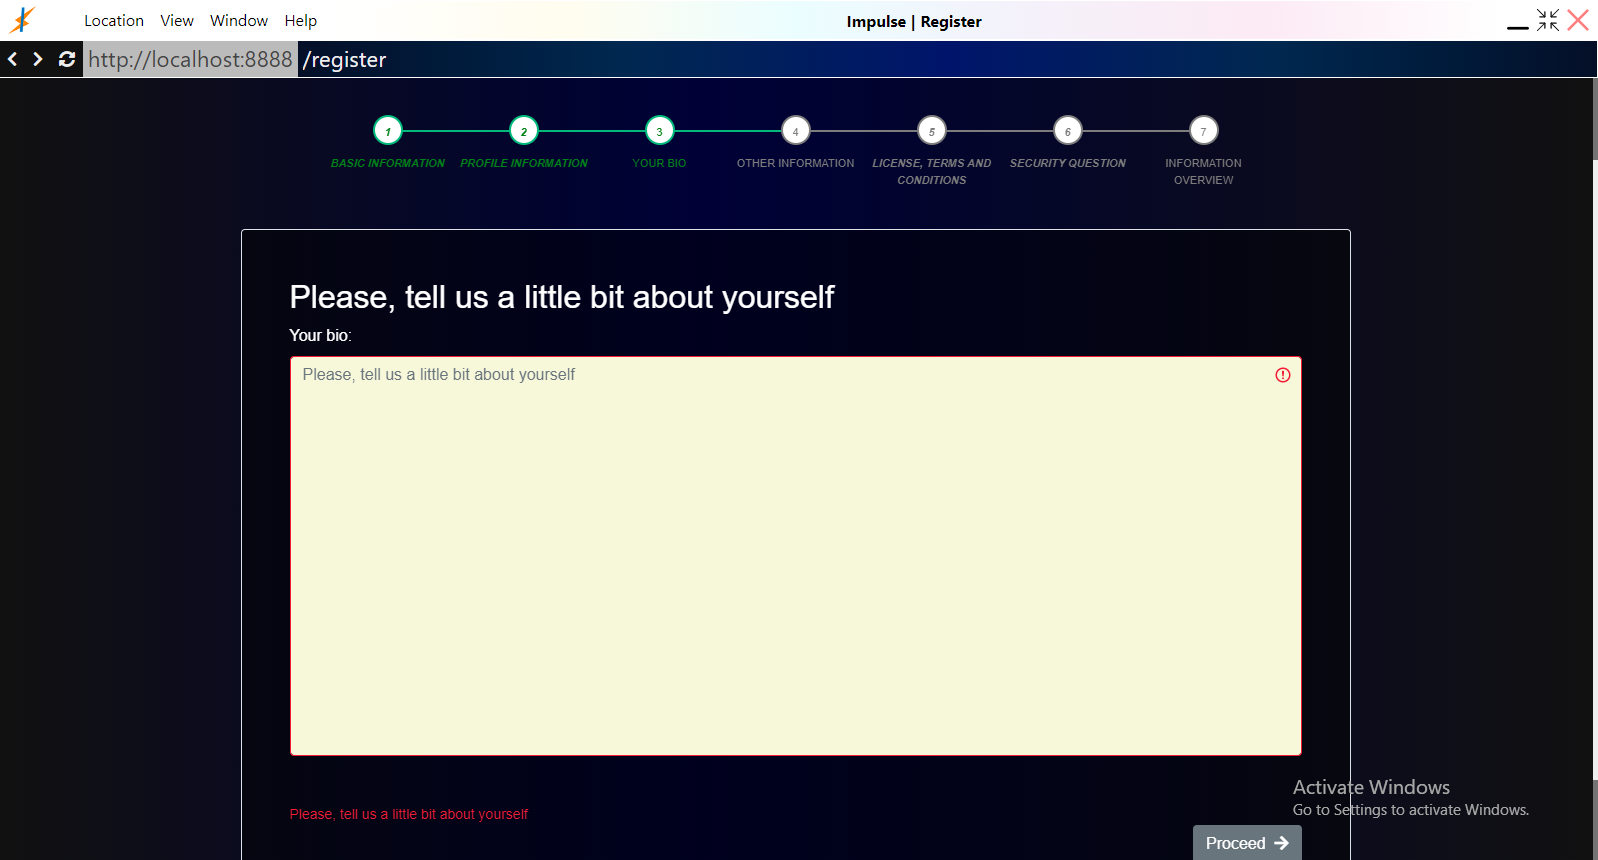 Location View Window Help
Impulse | Register
http://localhost:8888 /register
1 2 3 4 5 6 7
BASIC INFORMATION
PROFILE INFORMATION
YOUR BIO
OTHER INFORMATION
LICENSE, TERMS AND
CONDITIONS
SECURITY QUESTION
INFORMATION
OVERVIEW
Please, tell us a little bit about yourself
Your bio:
Please, tell us a little bit about yourself
Activate Windows
Go to Settings to activate Windows.
Please, tell us a little bit about yourself
Proceed